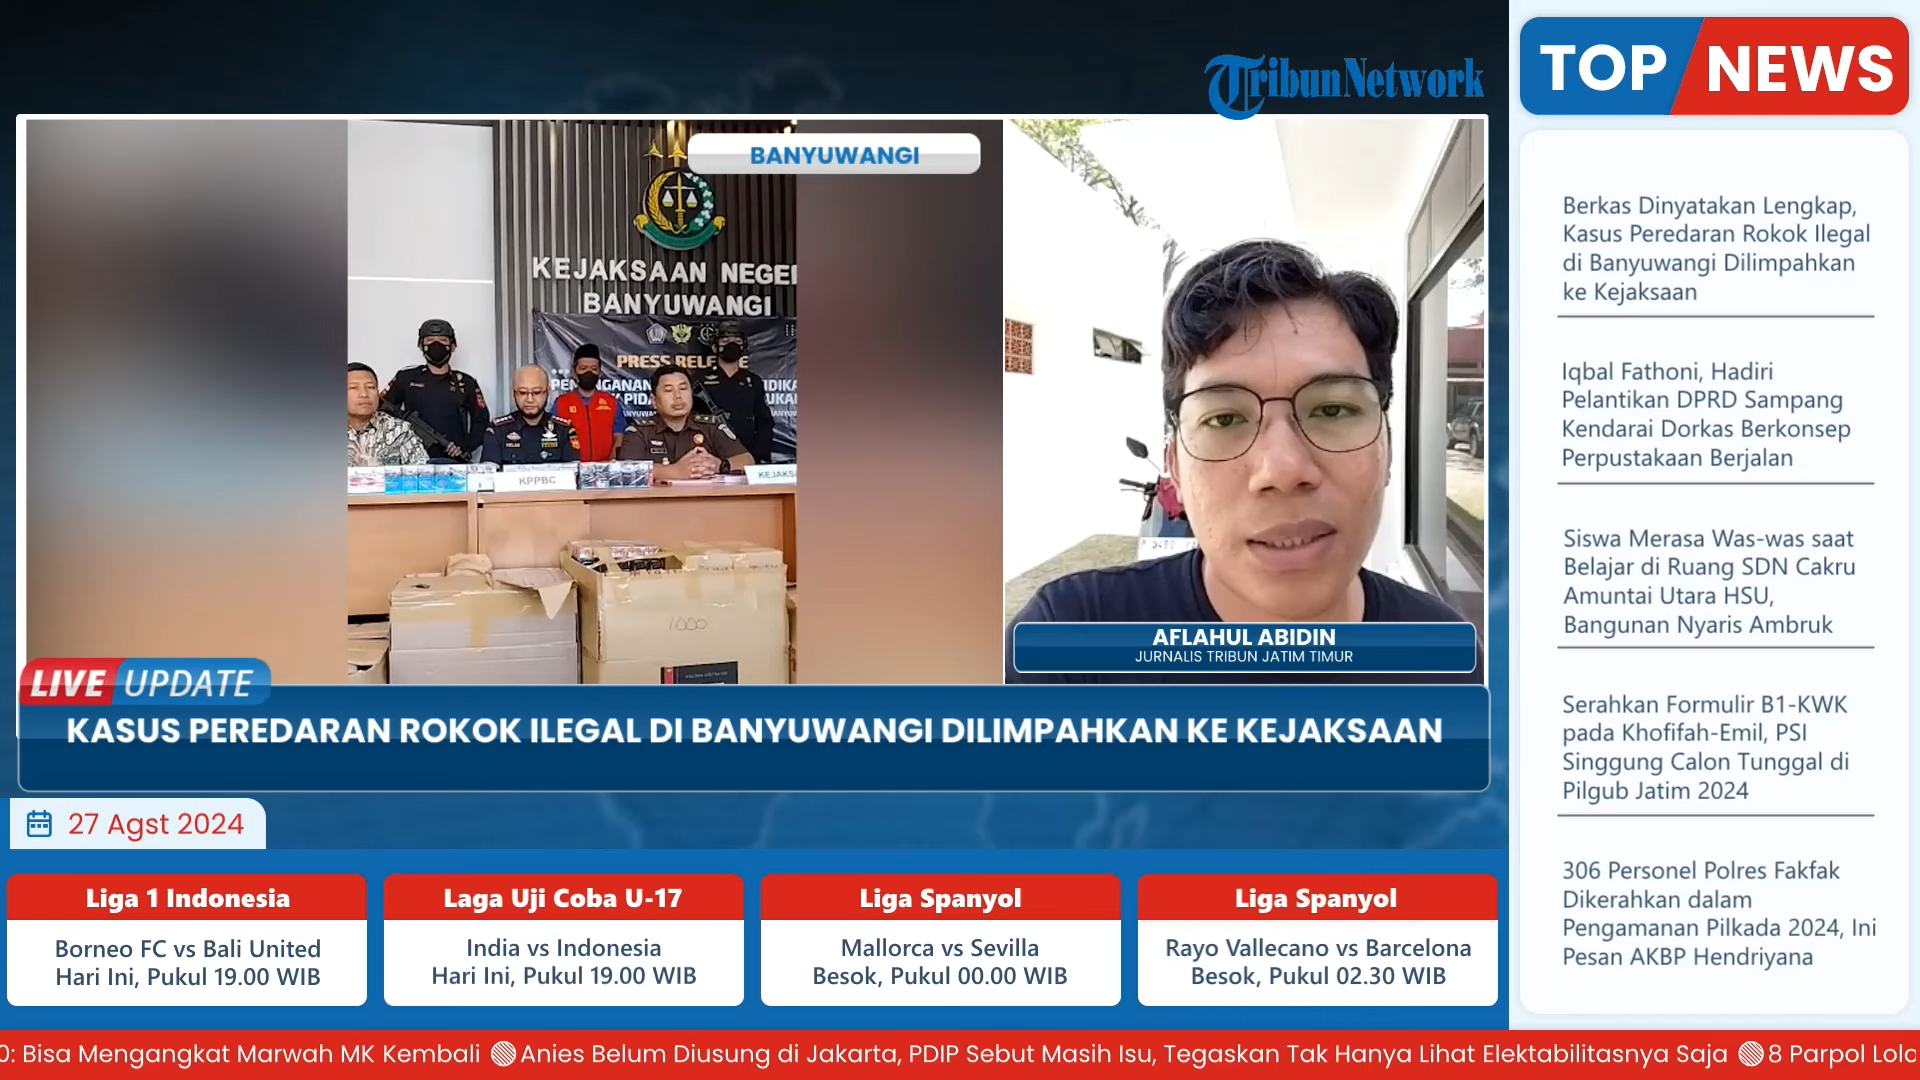 TribunNetwork
TOP NEWS
BANYUWANGI
KEJAKSAAN NEGE
BANYUWANGI
PRESS RELE
KPPBC
KEJAKS
1000
AFLAHUL ABIDIN
JURNALIS TRIBUN JATIM TIMUR
LIVE UPDATE
KASUS PEREDARAN ROKOK ILEGAL DI BANYUWANGI DILIMPAHKAN KE KEJAKSAAN
27 Agst 2024
Liga 1 Indonesia
Borneo FC vs Bali United
Hari Ini, Pukul 19.00 WIB
Laga Uji Coba U-17
India vs Indonesia
Hari Ini, Pukul 19.00 WIB
Liga Spanyol
Mallorca vs Sevilla
Besok, Pukul 00.00 WIB
Liga Spanyol
Rayo Vallecano vs Barcelona
Besok, Pukul 02.30 WIB
Berkas Dinyatakan Lengkap,
Kasus Peredaran Rokok Ilegal
di Banyuwangi Dilimpahkan
ke Kejaksaan
Iqbal Fathoni, Hadiri
Pelantikan DPRD Sampang
Kendarai Dorkas Berkonsep
Perpustakaan Berjalan
Siswa Merasa Was-was saat
Belajar di Ruang SDN Cakru
Amuntai Utara HSU,
Bangunan Nyaris Ambruk
Serahkan Formulir B1-KWK
pada Khofifah-Emil, PSI
Singgung Calon Tunggal di
Pilgub Jatim 2024
306 Personel Polres Fakfak
Dikerahkan dalam
Pengamanan Pilkada 2024, Ini
Pesan AKBP Hendriyana
0: Bisa Mengangkat Marwah MK Kembali Anies Belum Diusung di Jakarta, PDIP Sebut Masih Isu, Tegaskan Tak Hanya Lihat Elektabilitasnya Saja 8 Parpol Lolo